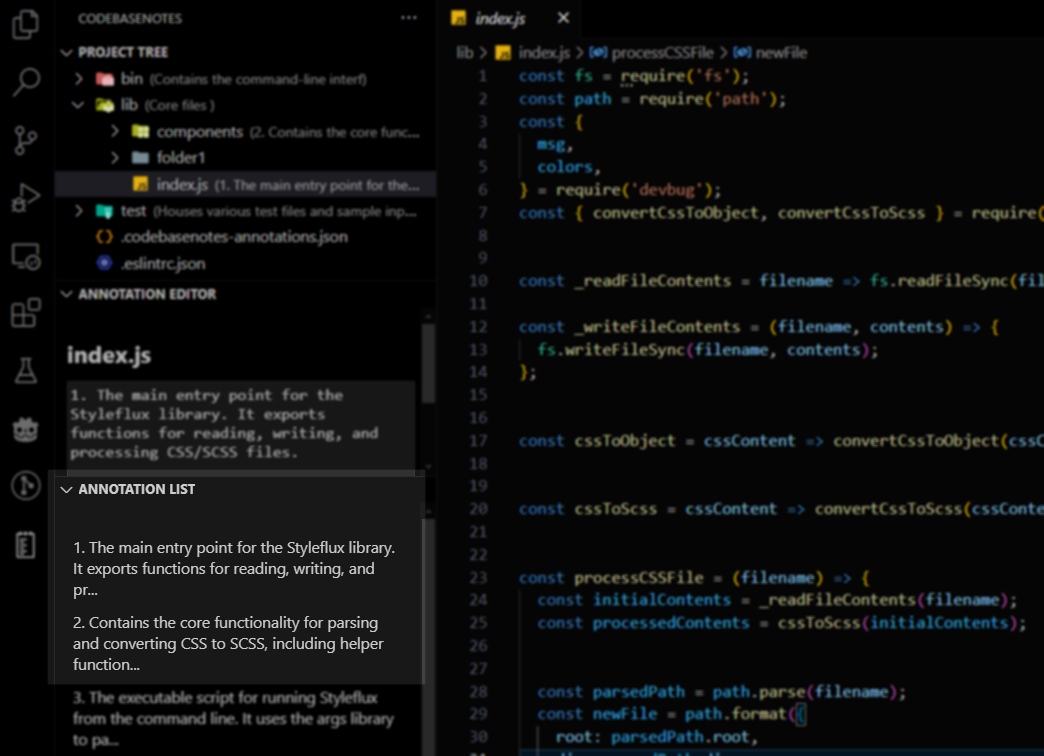 CODEBASENOTES
PROJECT TREE
bin (Contains the command-line interf)
lib (Core files )
components (2. Contains the core func...
folder1
index.js (1. The main entry point for the...
test (Houses various test files and sample inp...
.codebasenotes-annotations.json
.eslintrc.json
ANNOTATION EDITOR
index.js
1. The main entry point for the
Styleflux library. It exports
functions for reading, writing, and
processing CSS/SCSS files.
ANNOTATION LIST
1. The main entry point for the Styleflux library.
It exports functions for reading, writing, and
pr...
2. Contains the core functionality for parsing
and converting CSS to SCSS, including helper
function...
3. The executable script for running Styleflux
from the command line. It uses the args library
to pa...
JS index.js
lib > JS index.js > processCSSFile > newFile
1 const fs = require('fs');
2 const path = require('path');
3 const {
4 msg,
5 colors,
6 } = require('devbug');
7 const { convertCssToObject, convertCssToScss } = require(
8
9
10 const _readFileContents = filename => fs.readFileSync(fil
11
12 const _writeFileContents = (filename, contents) => {
13 fs.writeFileSync(filename, contents);
14 };
15
16
17 const cssToObject = cssContent => convertCssToObject(cssC
18
19
20 const cssToScss = cssContent => convertCssToScss(cssConte
21
22
23 const processCSSFile = (filename) => {
24 const initialContents = _readFileContents(filename);
25 const processedContents = cssToScss(initialContents);
26
27
28 const parsedPath = path.parse(filename);
29 const newFile = path.format({
30 root: parsedPath.root,